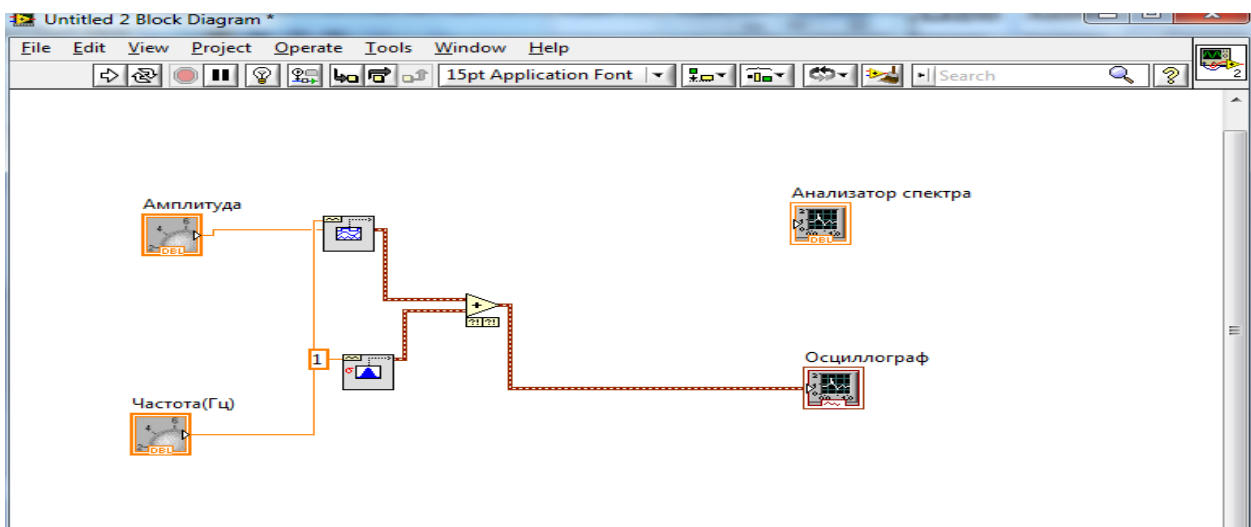 Untitled 2 Block Diagram *
File Edit View Project Operate Tools Window Help
15pt Application Font
Search
2
Анализатор спектра
Амплитуда
DBL
DBL
1
Осциллограф
Частота(Гц)
DBL